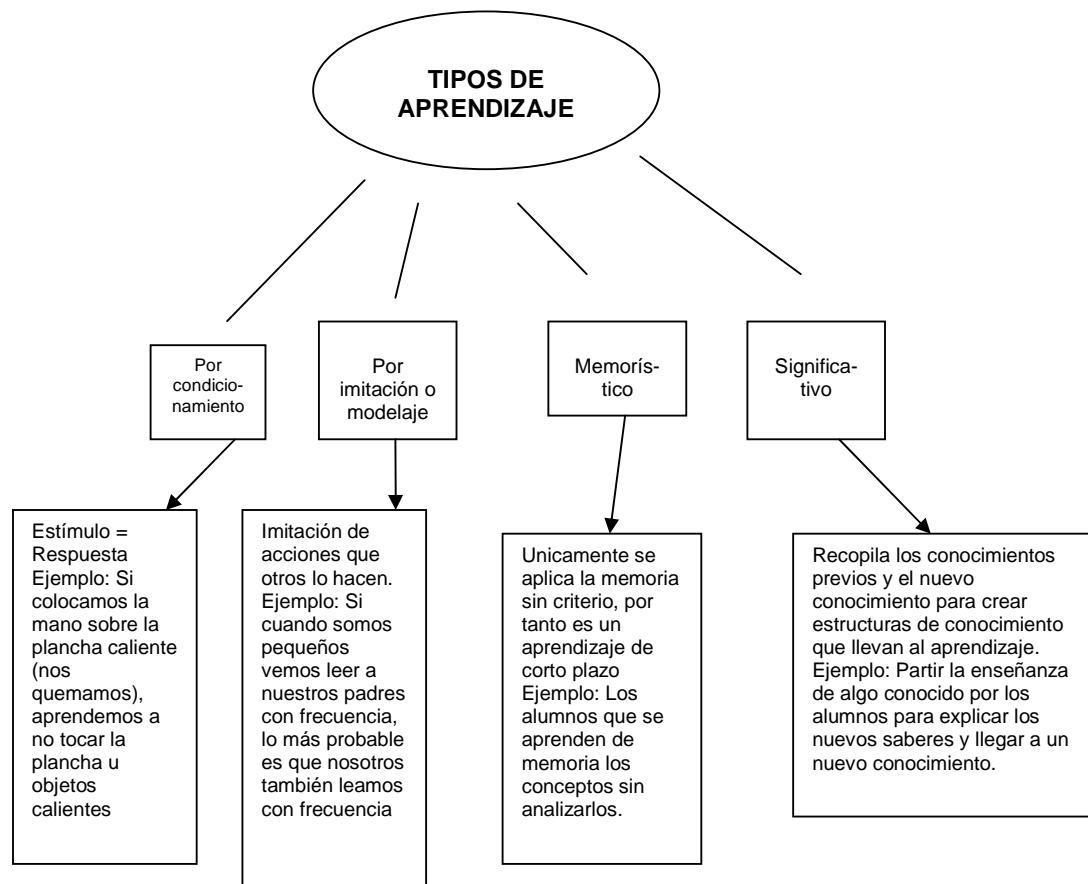 TIPOS DE
APRENDIZAJE
Por
condicio-
namiento
Por
imitación o
modelaje
Memorís-
tico
Significa-
tivo
Estímulo =
Respuesta
Ejemplo: Si
colocamos la
mano sobre la
plancha caliente
(nos
quemamos),
aprendemos a
no tocar la
plancha u
objetos
calientes
Imitación de
acciones que
otros lo hacen.
Ejemplo: Si
cuando somos
pequeños
vemos leer a
nuestros padres
con frecuencia,
lo más probable
es que nosotros
también leamos
con frecuencia
Unicamente se
aplica la memoria
sin criterio, por
tanto es un
aprendizaje de
corto plazo
Ejemplo: Los
alumnos que se
aprenden de
memoria los
conceptos sin
analizarlos.
Recopila los conocimientos
previos y el nuevo
conocimiento para crear
estructuras de conocimiento
que llevan al aprendizaje.
Ejemplo: Partir la enseñanza
de algo conocido por los
alumnos para explicar los
nuevos saberes y llegar a un
nuevo conocimiento.